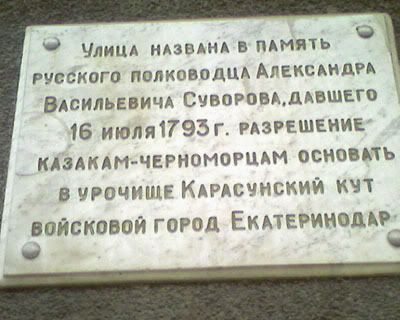 Улица названа в память
русского полководца Александра
Васильевича Суворова, давшего
16 июля 1793 г. разрешение
казакам-черноморцам основать
в урочище Карасунский кут
войсковой город Екатеринодар